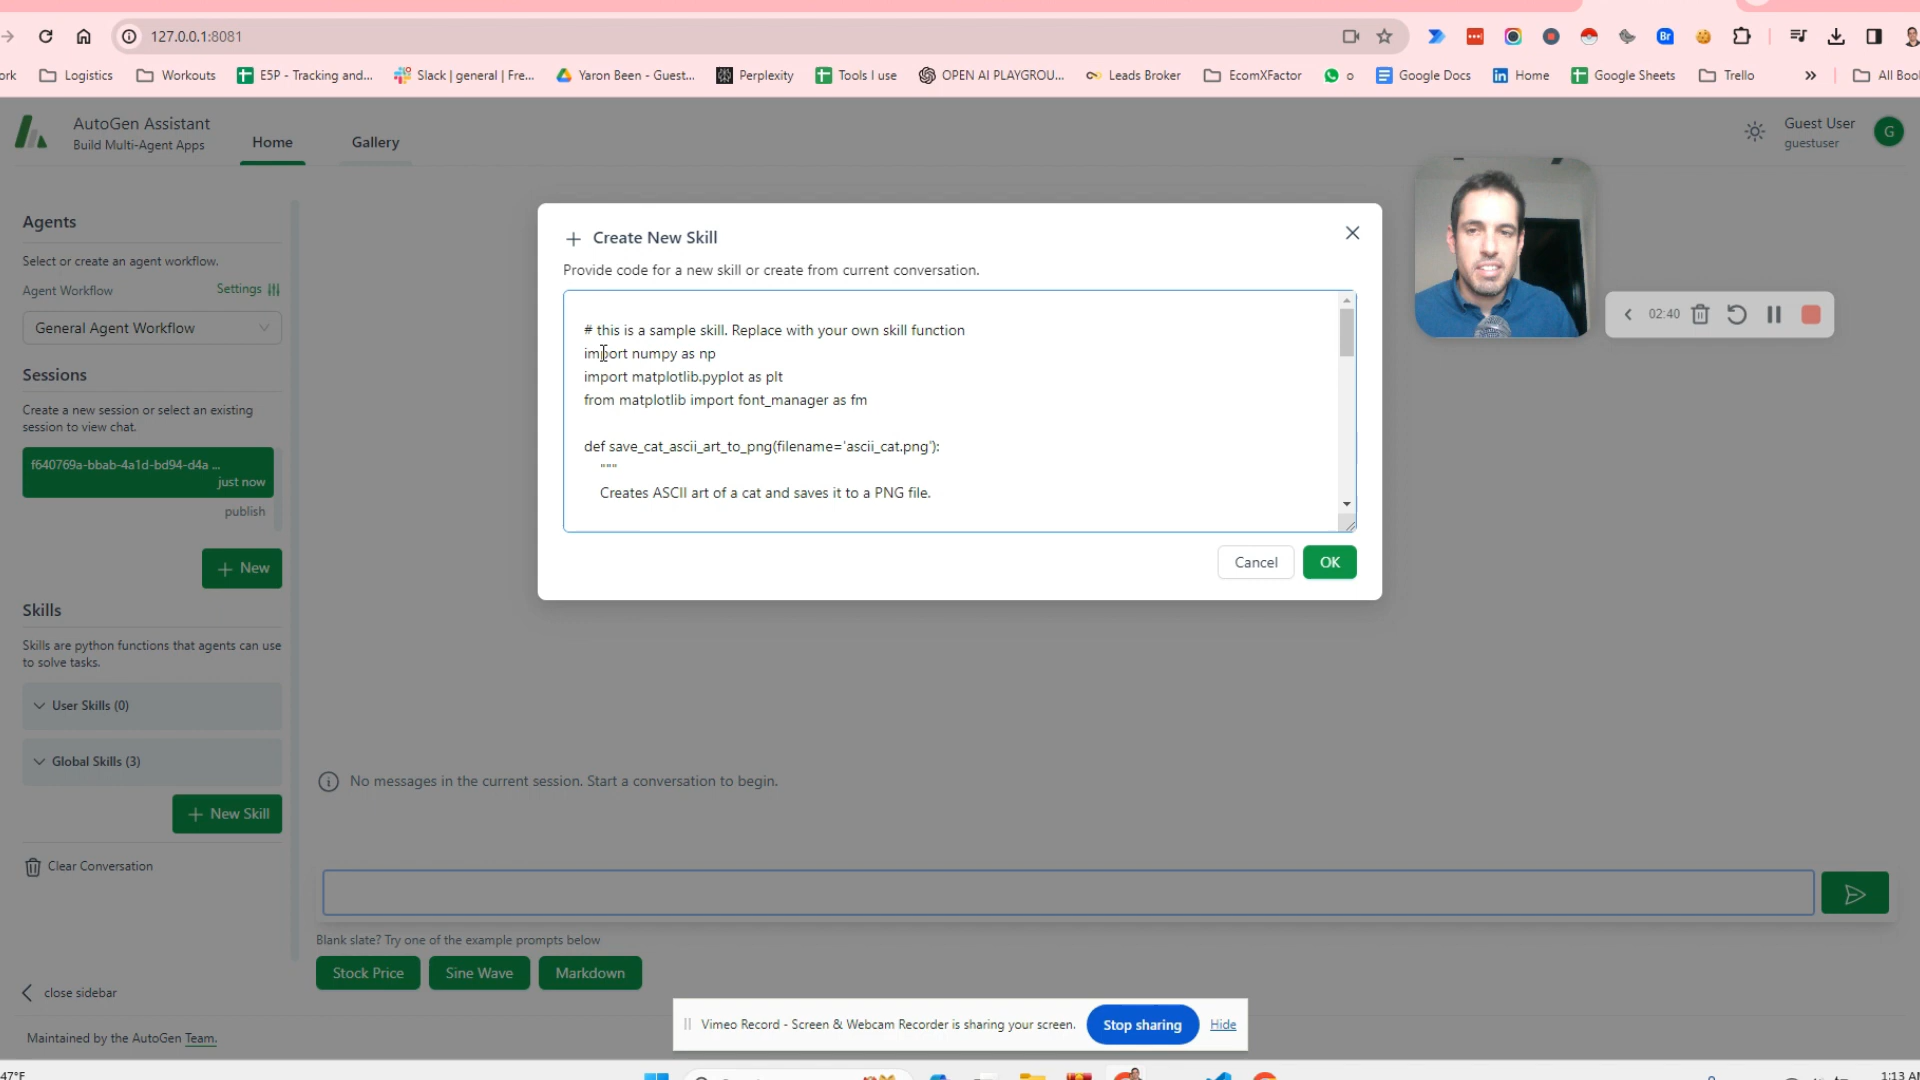 127.0.0.1:8081
ork
Logistics
Workouts
E5P - Tracking and...
Slack | general | Fre...
Yaron Been - Guest...
Perplexity
Tools I use
OPEN AI PLAYGROU...
Leads Broker
EcomXFactor
o
Google Docs
Home
Google Sheets
Trello
»
All Boo
AutoGen Assistant
Build Multi-Agent Apps
Home
Gallery
Guest User
guestuser
G
Agents
Select or create an agent workflow.
Agent Workflow
Settings
General Agent Workflow
Sessions
Create a new session or select an existing
session to view chat.
f640769a-bbab-4a1d-bd94-d4a ...
just now
publish
+ New
Skills
Skills are python functions that agents can use
to solve tasks.
User Skills (0)
Global Skills (3)
+ New Skill
Clear Conversation
close sidebar
Maintained by the AutoGen Team.
+ Create New Skill
Provide code for a new skill or create from current conversation.
# this is a sample skill. Replace with your own skill function
import numpy as np
import matplotlib.pyplot as plt
from matplotlib import font_manager as fm
def save_cat_ascii_art_to_png(filename='ascii_cat.png'):
"""
Creates ASCII art of a cat and saves it to a PNG file.
Cancel
OK
02:40
No messages in the current session. Start a conversation to begin.
Blank slate? Try one of the example prompts below
Stock Price
Sine Wave
Markdown
Vimeo Record - Screen & Webcam Recorder is sharing your screen.
Stop sharing
Hide
47°F
1:13 AM